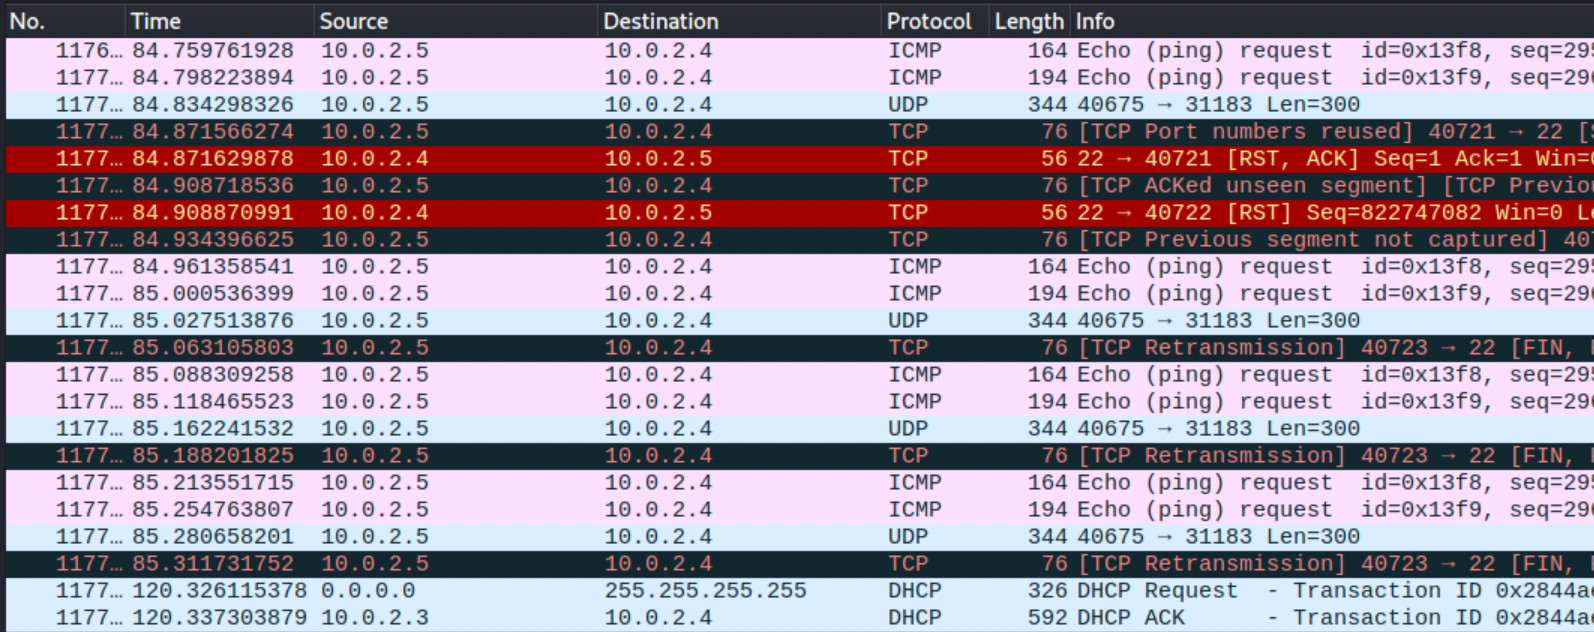 No. Time Source Destination Protocol Length Info
1176… 84.759761928 10.0.2.5 10.0.2.4 ICMP 164 Echo (ping) request id=0x13f8, seq=295
1177… 84.798223894 10.0.2.5 10.0.2.4 ICMP 194 Echo (ping) request id=0x13f9, seq=296
1177… 84.834298326 10.0.2.5 10.0.2.4 UDP 344 40675 → 31183 Len=300
1177… 84.871566274 10.0.2.5 10.0.2.4 TCP 76 [TCP Port numbers reused] 40721 → 22 [S
1177… 84.871629878 10.0.2.4 10.0.2.5 TCP 56 22 → 40721 [RST, ACK] Seq=1 Ack=1 Win=0
1177… 84.908718536 10.0.2.5 10.0.2.4 TCP 76 [TCP ACKed unseen segment] [TCP Previou
1177… 84.908870991 10.0.2.4 10.0.2.5 TCP 56 22 → 40722 [RST] Seq=822747082 Win=0 Le
1177… 84.934396625 10.0.2.5 10.0.2.4 TCP 76 [TCP Previous segment not captured] 407
1177… 84.961358541 10.0.2.5 10.0.2.4 ICMP 164 Echo (ping) request id=0x13f8, seq=295
1177… 85.000536399 10.0.2.5 10.0.2.4 ICMP 194 Echo (ping) request id=0x13f9, seq=296
1177… 85.027513876 10.0.2.5 10.0.2.4 UDP 344 40675 → 31183 Len=300
1177… 85.063105803 10.0.2.5 10.0.2.4 TCP 76 [TCP Retransmission] 40723 → 22 [FIN,
1177… 85.088309258 10.0.2.5 10.0.2.4 ICMP 164 Echo (ping) request id=0x13f8, seq=295
1177… 85.118465523 10.0.2.5 10.0.2.4 ICMP 194 Echo (ping) request id=0x13f9, seq=296
1177… 85.162241532 10.0.2.5 10.0.2.4 UDP 344 40675 → 31183 Len=300
1177… 85.188201825 10.0.2.5 10.0.2.4 TCP 76 [TCP Retransmission] 40723 → 22 [FIN,
1177… 85.213551715 10.0.2.5 10.0.2.4 ICMP 164 Echo (ping) request id=0x13f8, seq=295
1177… 85.254763807 10.0.2.5 10.0.2.4 ICMP 194 Echo (ping) request id=0x13f9, seq=296
1177… 85.280658201 10.0.2.5 10.0.2.4 UDP 344 40675 → 31183 Len=300
1177… 85.311731752 10.0.2.5 10.0.2.4 TCP 76 [TCP Retransmission] 40723 → 22 [FIN,
1177… 120.326115378 0.0.0.0 255.255.255.255 DHCP 326 DHCP Request - Transaction ID 0x2844ae
1177… 120.337303879 10.0.2.3 10.0.2.4 DHCP 592 DHCP ACK - Transaction ID 0x2844ae